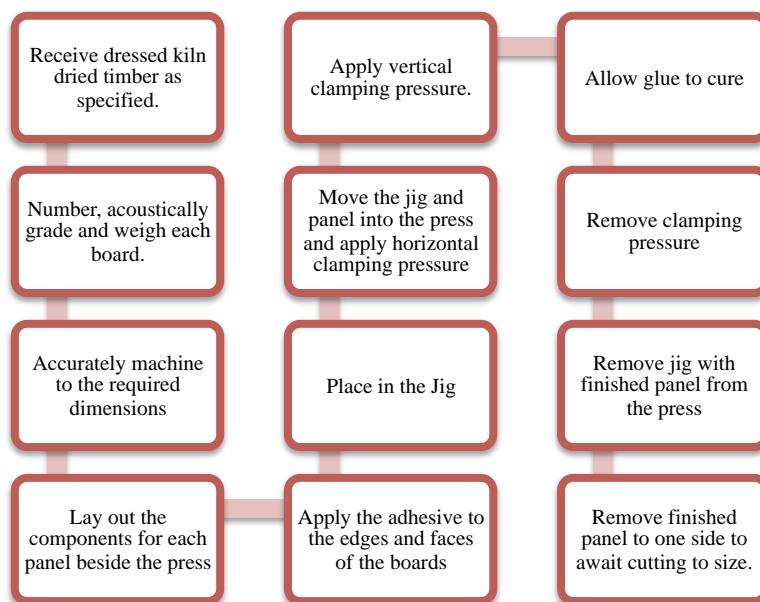 Receive dressed kiln
dried timber as
specified.
Number, acoustically
grade and weigh each
board.
Accurately machine
to the required
dimensions
Lay out the
components for each
panel beside the press
Apply the adhesive to
the edges and faces
of the boards
Place in the Jig
Move the jig and
panel into the press
and apply horizontal
clamping pressure
Apply vertical
clamping pressure.
Allow glue to cure
Remove clamping
pressure
Remove jig with
finished panel from
the press
Remove finished
panel to one side to
await cutting to size.